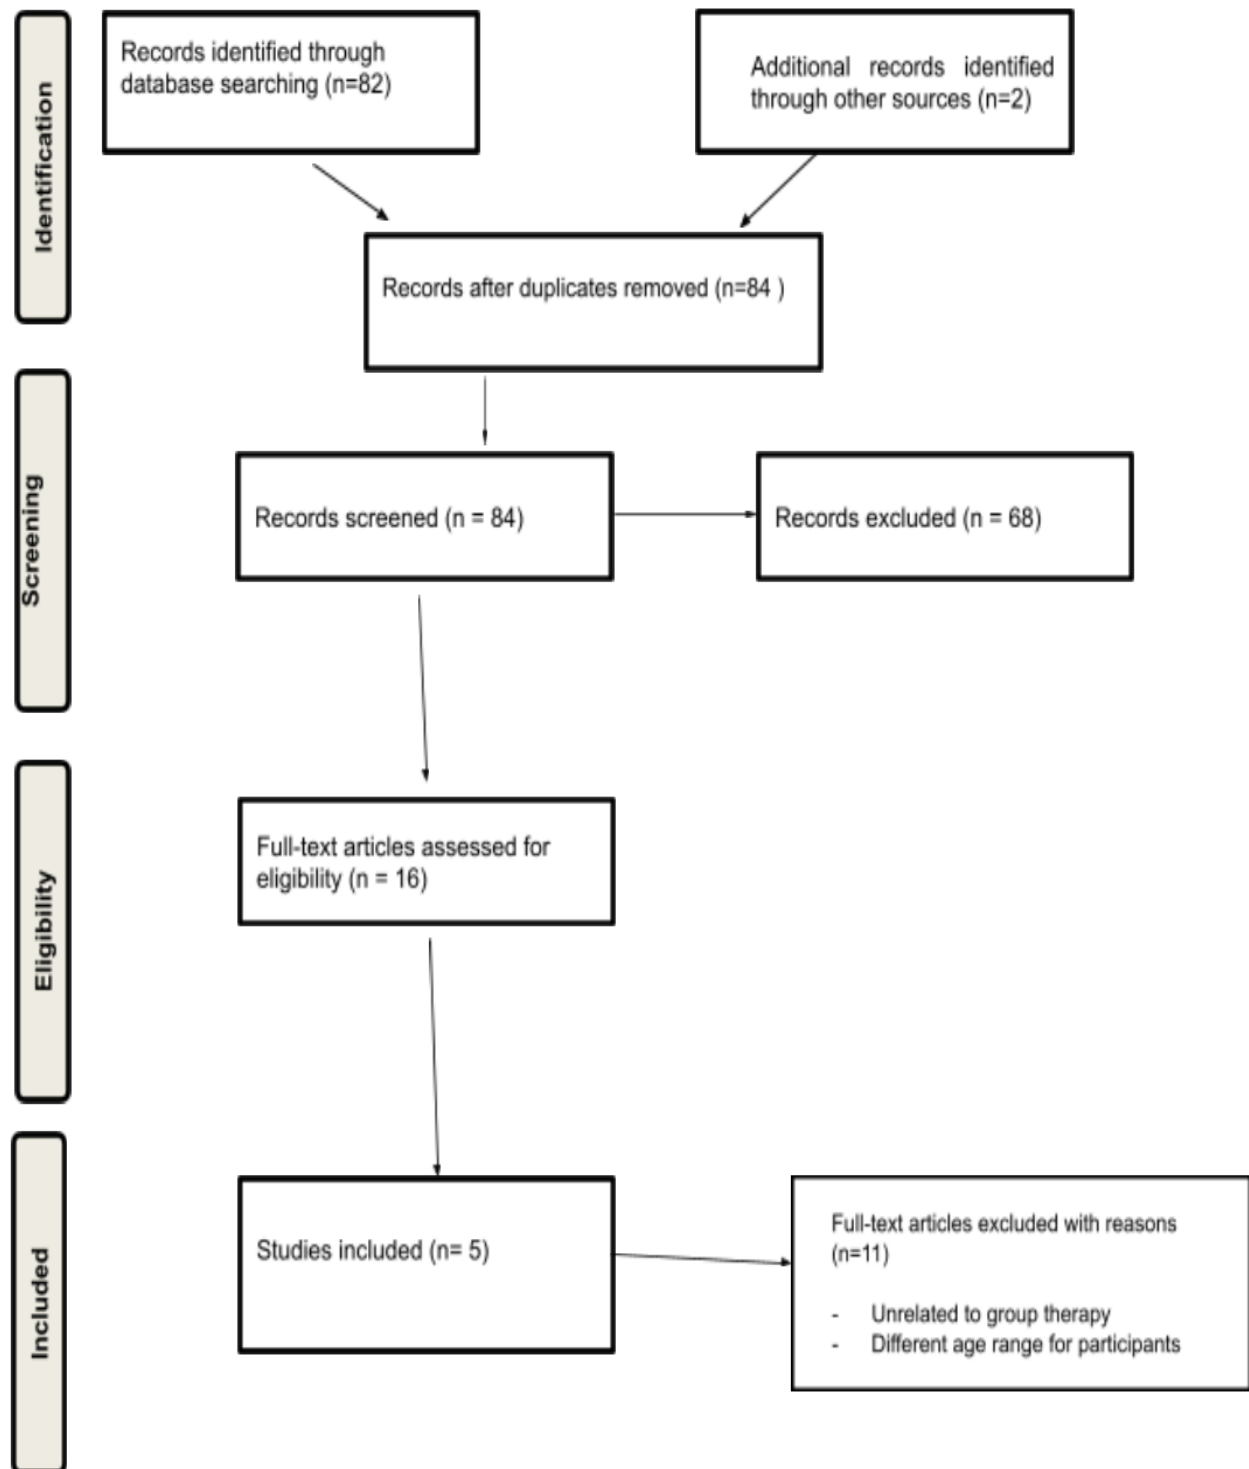 Identification
Records identified through
database searching (n=82)
Additional records identified
through other sources (n=2)
Records after duplicates removed (n=84 )
Screening
Records screened (n = 84)
Records excluded (n = 68)
Eligibility
Full-text articles assessed for
eligibility (n = 16)
Included
Studies included (n= 5)
Full-text articles excluded with reasons
(n=11)
- Unrelated to group therapy
- Different age range for participants